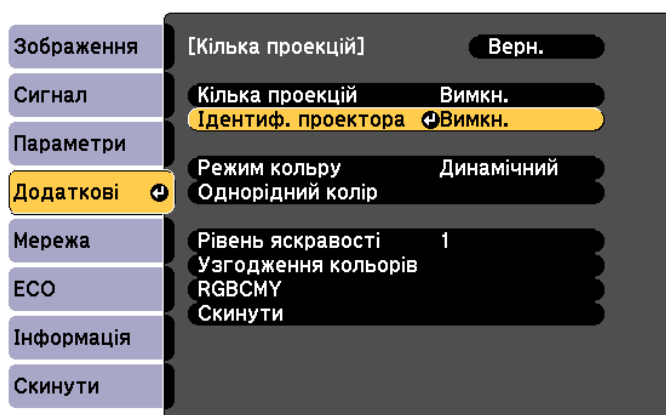 Зображення
Сигнал
Параметри
Додаткові
Мережа
ECO
Інформація
Скинути
[Кілька проекцій] Верн.
Кілька проекцій Вимкн.
Ідентиф. проектора Вимкн.
Режим кольру Динамічний
Однорідний колір
Рівень яскравості 1
Узгодження кольорів
RGBCMY
Скинути